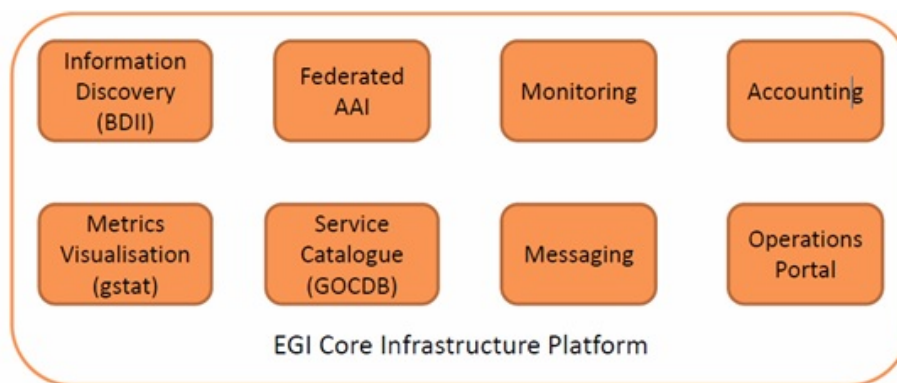 Information
Discovery
(BDII)
Federated
AAI
Monitoring
Accounting
Metrics
Visualisation
(gstat)
Service
Catalogue
(GOCDB)
Messaging
Operations
Portal
EGI Core Infrastructure Platform